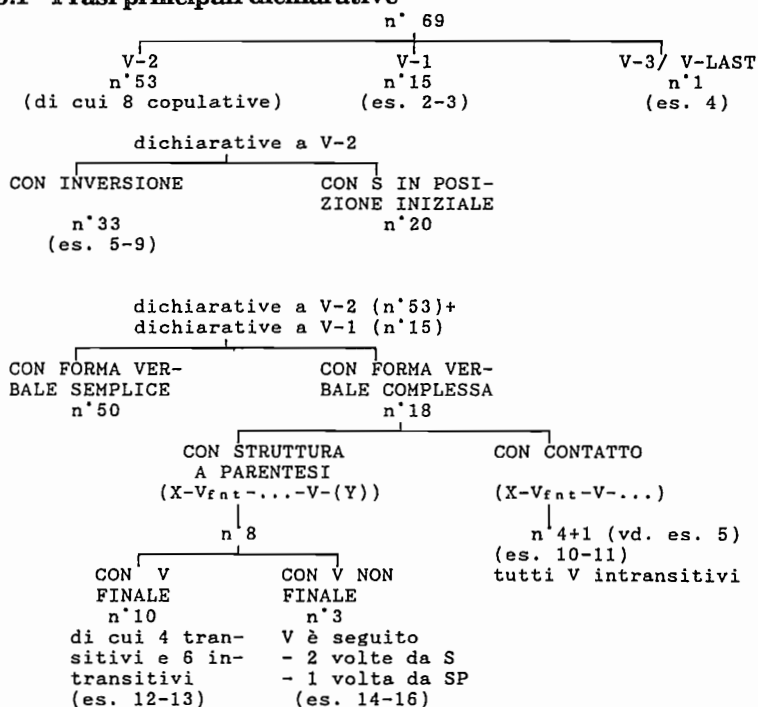 n° 69
V-2 V-1 V-3/ V-LAST
n°53 n°15 n°1
(di cui 8 copulative) (es. 2-3) (es. 4)
dichiarative a V-2
CON INVERSIONE CON S IN POSI-
ZIONE INIZIALE
n°33 n°20
(es. 5-9)
dichiarative a V-2 (n°53)+
dichiarative a V-1 (n°15)
CON FORMA VER- CON FORMA VER-
BALE SEMPLICE BALE COMPLESSA
n°50 n°18
CON STRUTTURA CON CONTATTO
A PARENTESI
(X-Vfnt-...-V-(Y)) (X-Vfnt-V-...)
n°8 n°4+1 (vd. es. 5)
(es. 10-11)
CON V CON V NON tutti V intransitivi
FINALE FINALE
n°10 n°3
di cui 4 tran- V è seguito
sitivi e 6 in- - 2 volte da S
transitivi - 1 volta da SP
(es. 12-13) (es. 14-16)